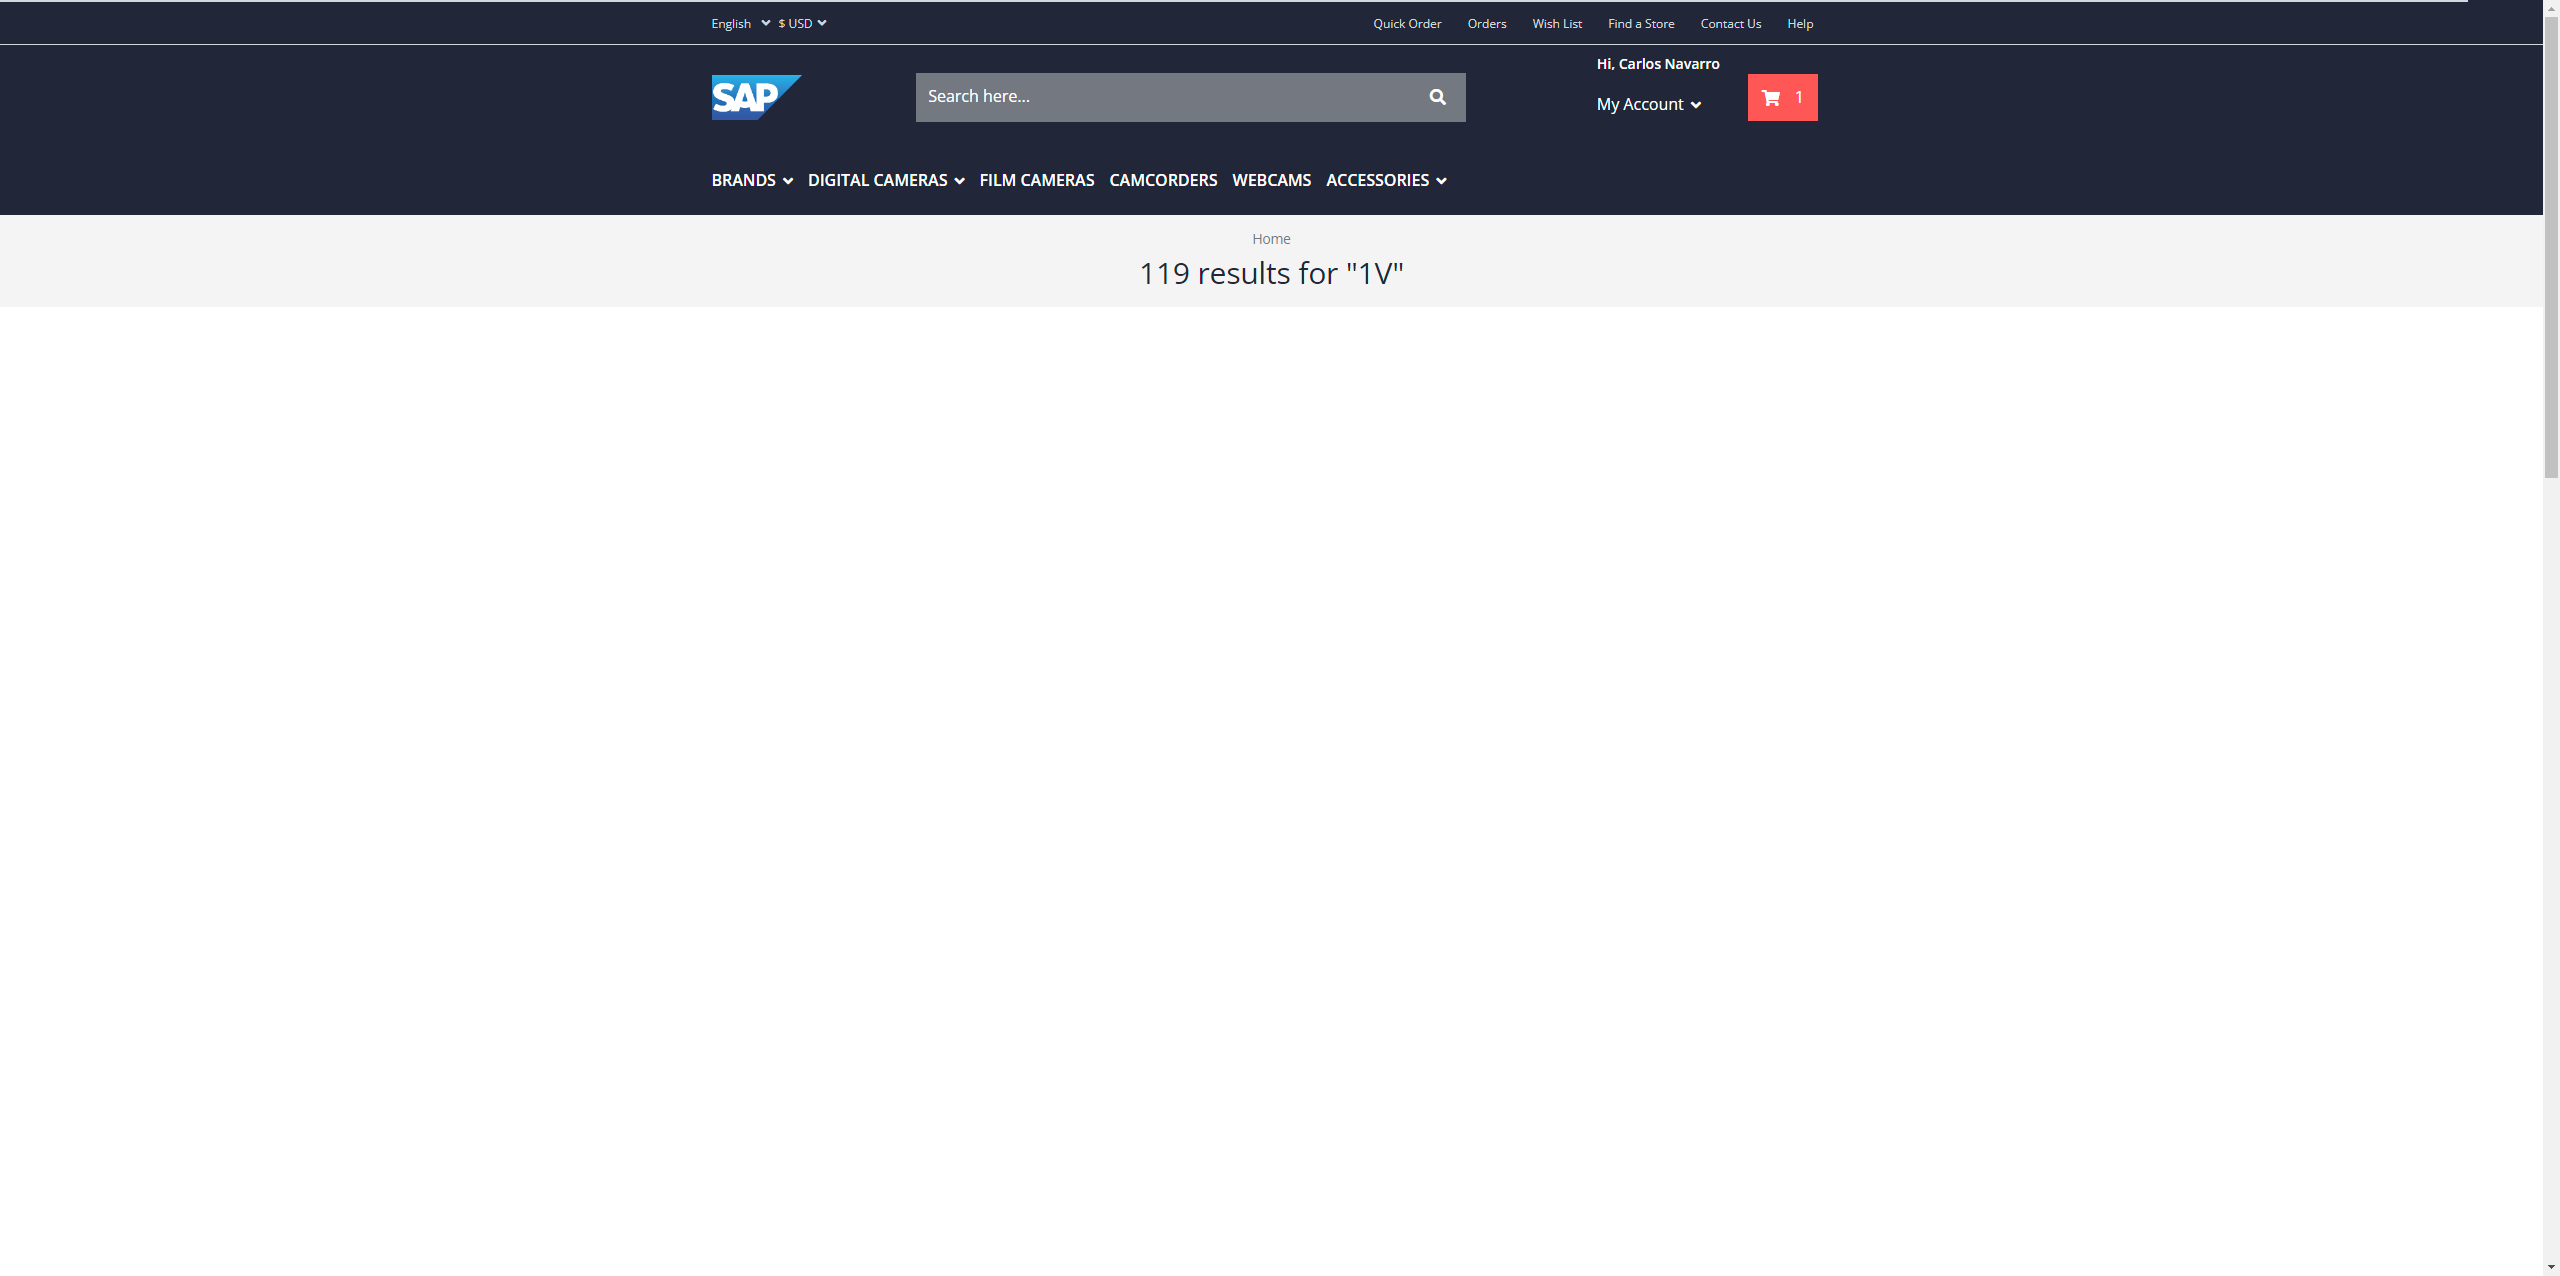 English $ USD Quick Order Orders Wish List Find a Store Contact Us Help
Hi, Carlos Navarro
SAP Search here... My Account 1
BRANDS DIGITAL CAMERAS FILM CAMERAS CAMCORDERS WEBCAMS ACCESSORIES
Home
119 results for "1V"